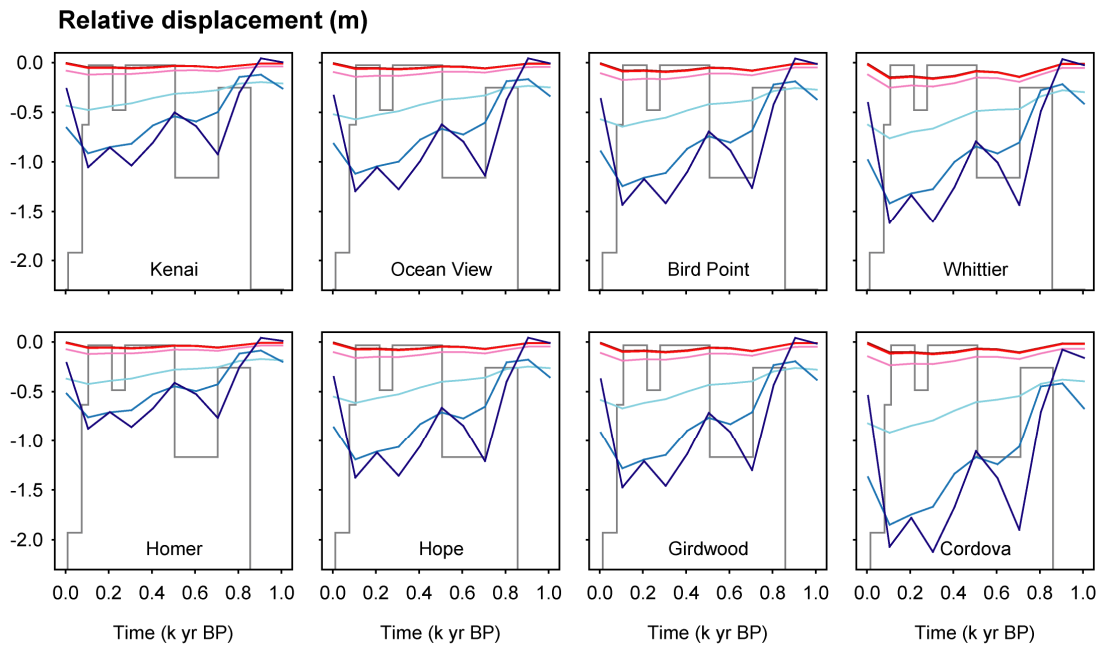 Relative displacement (m)
0.0
-0.5
-1.0
-1.5
-2.0
Kenai
Ocean View
Bird Point
Whittier
0.0
-0.5
-1.0
-1.5
-2.0
Homer
Hope
Girdwood
Cordova
0.0 0.2 0.4 0.6 0.8 1.0 0.0 0.2 0.4 0.6 0.8 1.0 0.0 0.2 0.4 0.6 0.8 1.0 0.0 0.2 0.4 0.6 0.8 1.0
Time (k yr BP) Time (k yr BP) Time (k yr BP) Time (k yr BP)